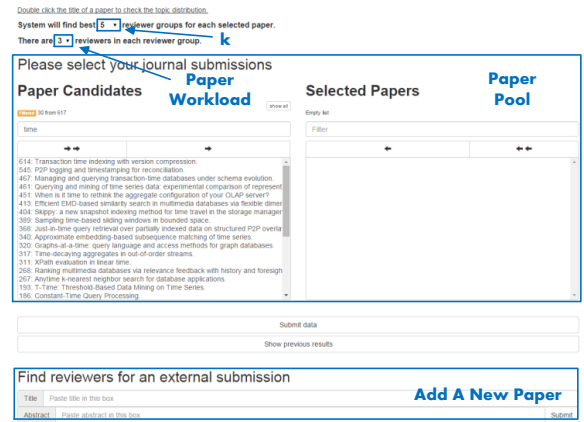 Double click the title of a paper to check the topic distribution.
System will find best 5 reviewer groups for each selected paper.
There are 3 reviewers in each reviewer group.
k
Please select your journal submissions
Paper Candidates
Paper
Workload
Selected Papers
Paper
Pool
show all
30 from 617
Empty list
time
Filter
614: Transaction time indexing with version compression.
545: P2P logging and timestamping for reconciliation.
467: Managing and querying transaction-time databases under schema evolution.
461: Querying and mining of time series data: experimental comparison of represent
451: When is it time to rethink the aggregate configuration of your OLAP server?
413: Efficient EMD-based similarity search in multimedia databases via flexible dimer
404: Skippy: a new snapshot indexing method for time travel in the storage manager
389: Sampling time-based sliding windows in bounded space.
368: Just-in-time query retrieval over partially indexed data on structured P2P overla
340: Approximate embedding-based subsequence matching of time series.
320: Graphs-at-a-time: query language and access methods for graph databases.
317: Time-decaying aggregates in out-of-order streams.
311: XPath evaluation in linear time.
268: Ranking multimedia databases via relevance feedback with history and foresigh
267: Anytime k-nearest neighbor search for database applications.
193: T-Time: Threshold-Based Data Mining on Time Series.
186: Constant-Time Query Processing.
Submit data
Show previous results
Find reviewers for an external submission
Add A New Paper
Title Paste title in this box
Abstract Paste abstract in this box Submit